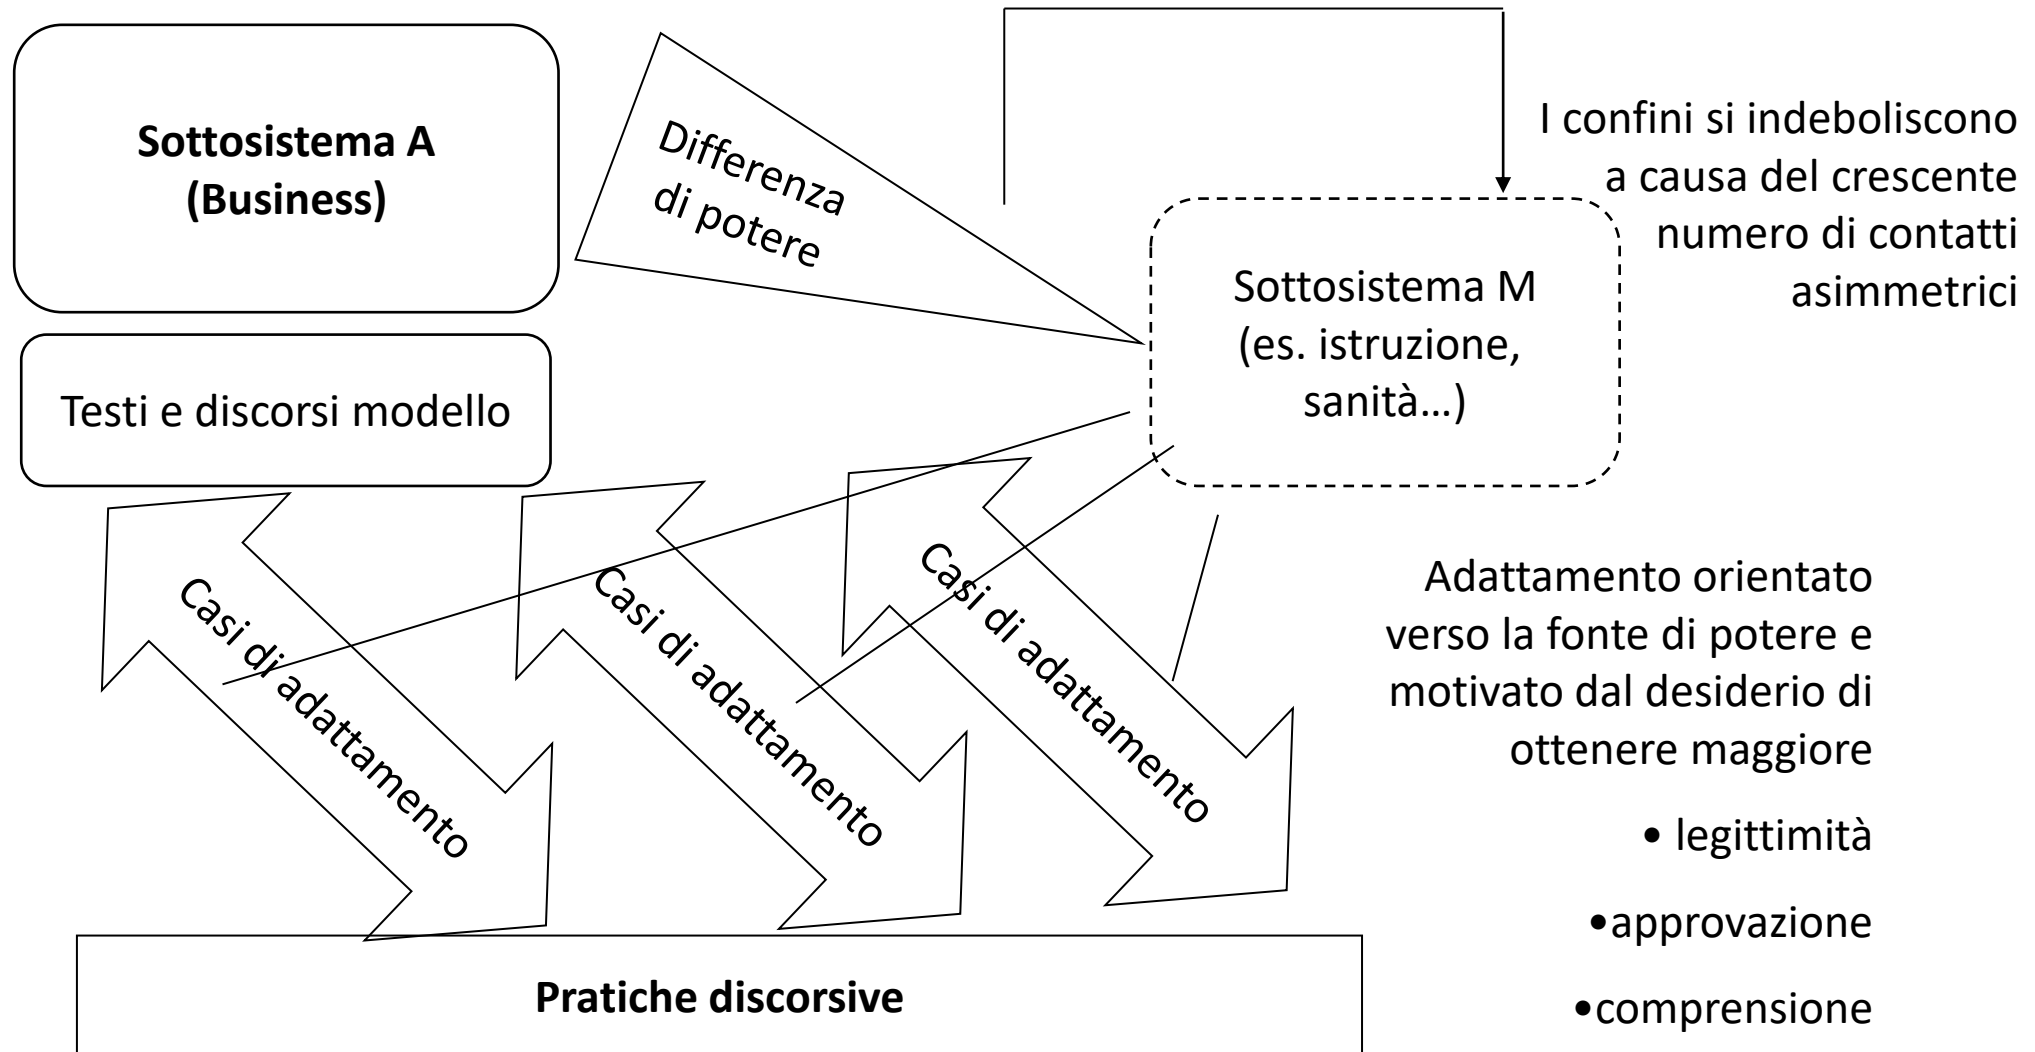 Sottosistema A
(Business)
Differenza
di potere
I confini si indeboliscono
a causa del crescente
numero di contatti
asimmetrici
Sottosistema M
(es. istruzione,
sanità…)
Testi e discorsi modello
Casi di adattamento
Casi di adattamento
Casi di adattamento
Adattamento orientato
verso la fonte di potere e
motivato dal desiderio di
ottenere maggiore
• legittimità
•approvazione
•comprensione
Pratiche discorsive